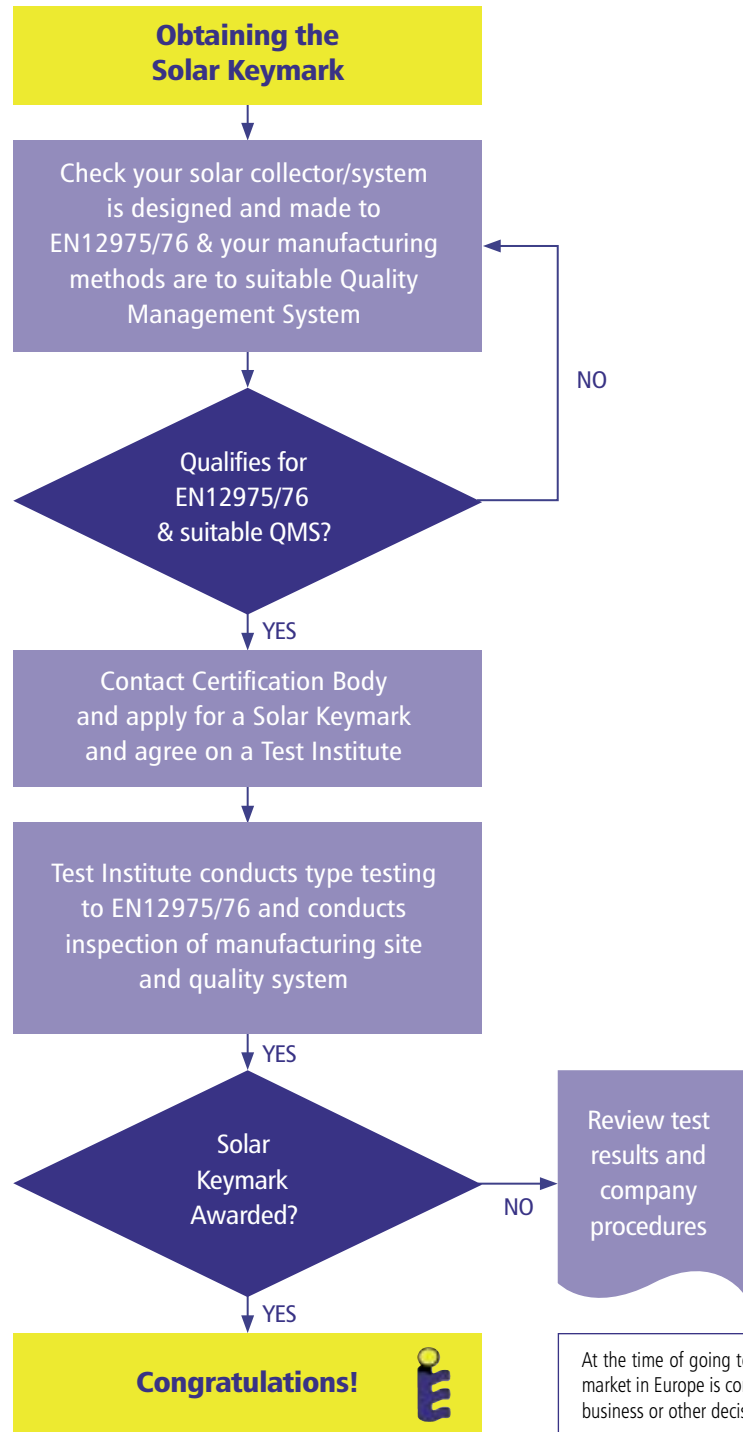 Obtaining the
Solar Keymark
Check your solar collector/system
is designed and made to
EN12975/76 & your manufacturing
methods are to suitable Quality
Management System
NO
Qualifies for
EN12975/76
& suitable QMS?
YES
Contact Certification Body
and apply for a Solar Keymark
and agree on a Test Institute
Test Institute conducts type testing
to EN12975/76 and conducts
inspection of manufacturing site
and quality system
YES
Solar
Keymark
Awarded?
NO
Review test
results and
company
procedures
YES
Congratulations!
At the time of going
market in Europe is
business or other